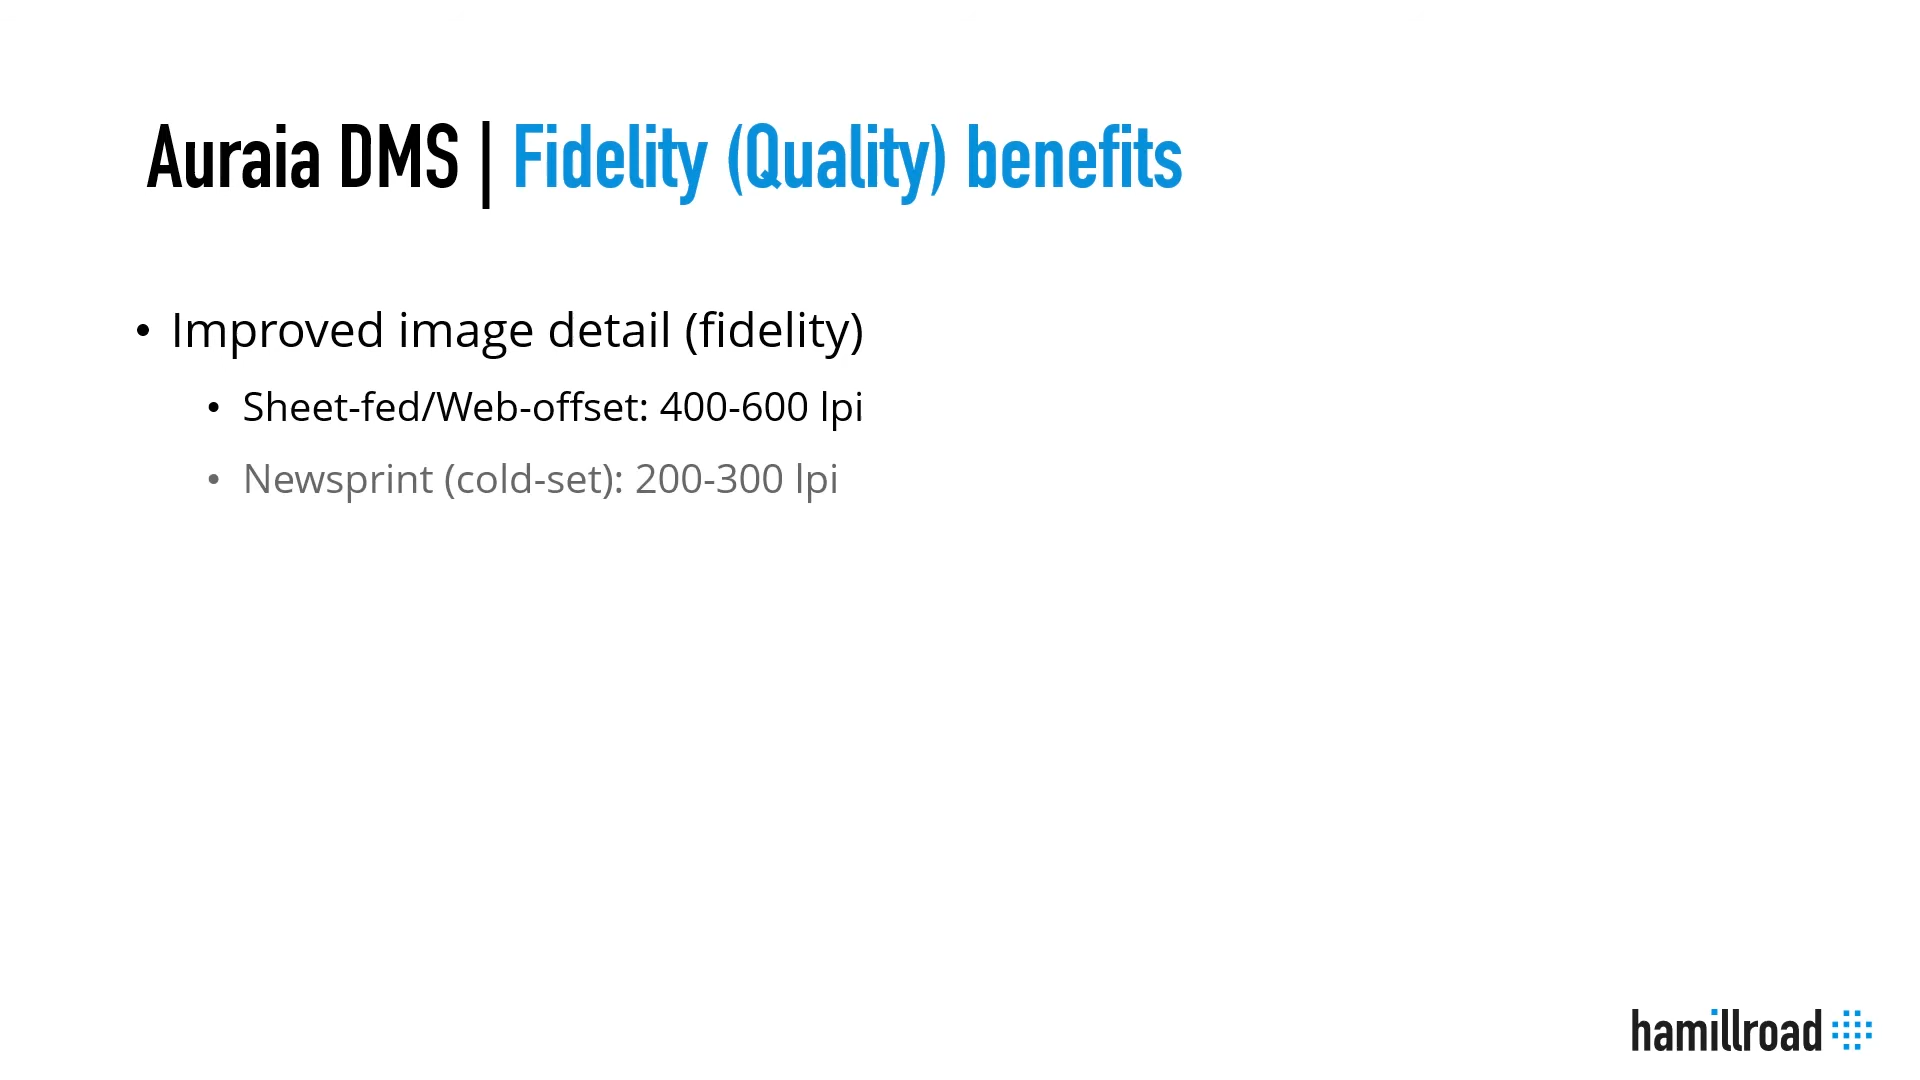 Auraia DMS | Fidelity (Quality) benefits
• Improved image detail (fidelity)
• Sheet-fed/Web-offset: 400-600 lpi
• Newsprint (cold-set): 200-300 lpi
hamillroad